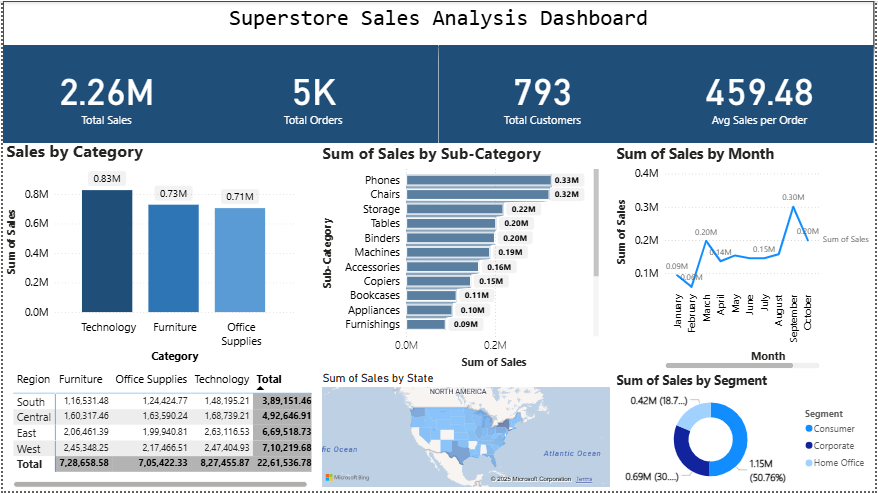 Superstore Sales Analysis Dashboard
2.26M
Total Sales
5K
Total Orders
793
Total Customers
459.48
Avg Sales per Order
Sales by Category
Sum of Sales
0.8M
0.6M
0.4M
0.2M
0.0M
0.83M
0.73M
0.71M
Technology
Furniture
Office
Supplies
Category
Sum of Sales by Sub-Category
Sub-Category
Phones 0.33M
Chairs 0.32M
Storage 0.22M
Tables 0.20M
Binders 0.20M
Machines 0.19M
Accessories 0.16M
Copiers 0.15M
Bookcases 0.11M
Appliances 0.10M
Furnishings 0.09M
0.0M 0.2M
Sum of Sales
Sum of Sales by Month
Sum of Sales
0.4M
0.3M
0.2M
0.1M
0.09M
0.06M
0.20M
0.14M
0.15M
0.30M
0.20M
Sum of Sales
January
February
March
April
May
June
July
August
September
October
Month
Region Furniture Office Supplies Technology Total
South 1,16,531.48 1,24,424.77 1,48,195.21 3,89,151.46
Central 1,60,317.46 1,63,590.24 1,68,739.21 4,92,646.91
East 2,06,461.39 1,99,940.81 2,63,116.53 6,69,518.73
West 2,45,348.25 2,17,466.51 2,47,404.93 7,10,219.68
Total 7,28,658.58 7,05,422.33 8,27,455.87 22,61,536.78
Sum of Sales by State
NORTH AMERICA
fic Ocean
Atlantic Ocean
Microsoft Bing
© 2025 Microsoft Corporation Terms
Sum of Sales by Segment
0.42M (18.7...)
0.69M (30....)
1.15M
(50.76%)
Segment
Consumer
Corporate
Home Office